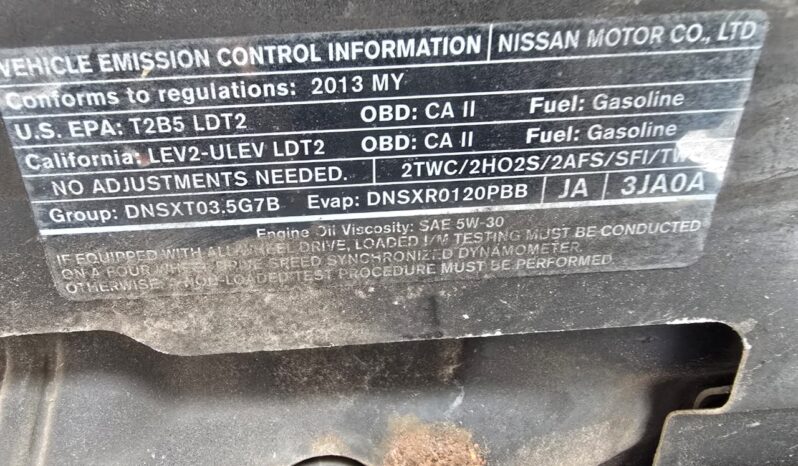 VEHICLE EMISSION CONTROL INFORMATION NISSAN MOTOR CO., LTD
Conforms to regulations: 2013 MY
U.S. EPA: T2B5 LDT2 OBD: CA II Fuel: Gasoline
California: LEV2-ULEV LDT2 OBD: CA II Fuel: Gasoline
NO ADJUSTMENTS NEEDED. 2TWC/2HO2S/2AFS/SFI/TWC
Group: DNSXT03.5G7B Evap: DNSXR0120PBB JA 3JA0A
Engine Oil Viscosity: SAE 5W-30
IF EQUIPPED WITH ALL WHEEL DRIVE, LOADED I/M TESTING MUST BE CONDUCTED
ON A FOUR WHEEL DRIVE SPEED SYNCHRONIZED DYNAMOMETER.
OTHERWISE, A NON-LOADED TEST PROCEDURE MUST BE PERFORMED.